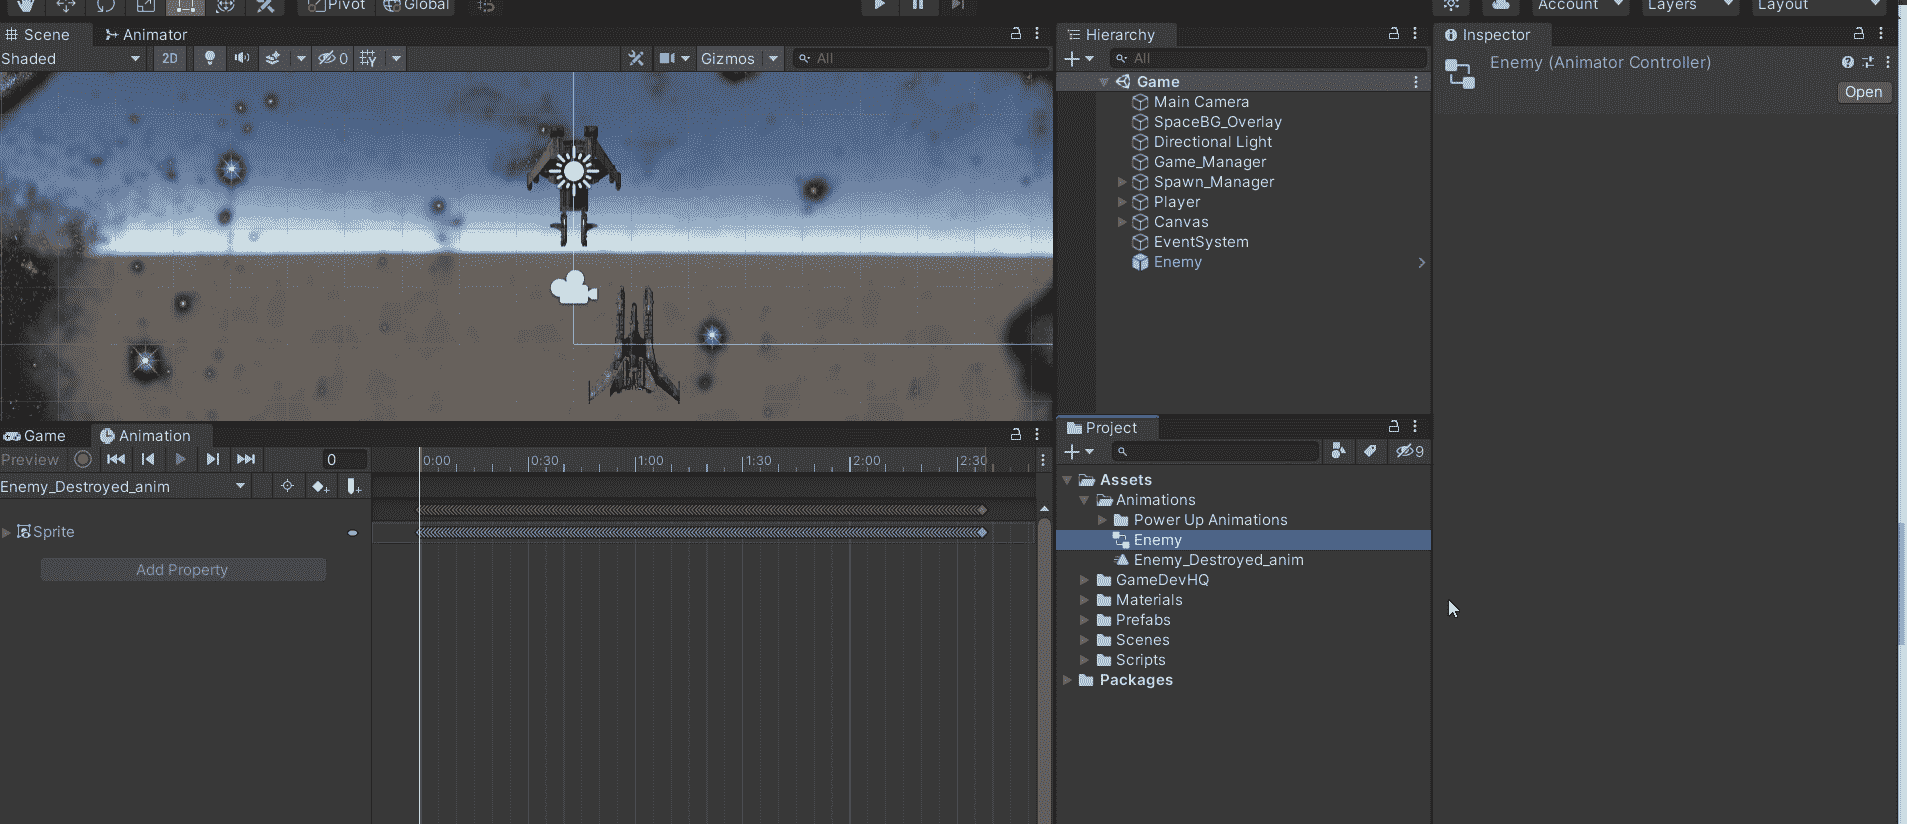 Pivot Global Account Layers Layout
Scene Animator
Shaded 2D 0 Gizmos All
Hierarchy
All
Game
Main Camera
SpaceBG_Overlay
Directional Light
Game_Manager
Spawn_Manager
Player
Canvas
EventSystem
Enemy
Inspector
Enemy (Animator Controller)
Open
Game Animation
Preview 0
0:00 0:30 1:00 1:30 2:00 2:30
Enemy_Destroyed_anim
Sprite
Add Property
Project
9
Assets
Animations
Power Up Animations
Enemy
Enemy_Destroyed_anim
GameDevHQ
Materials
Prefabs
Scenes
Scripts
Packages